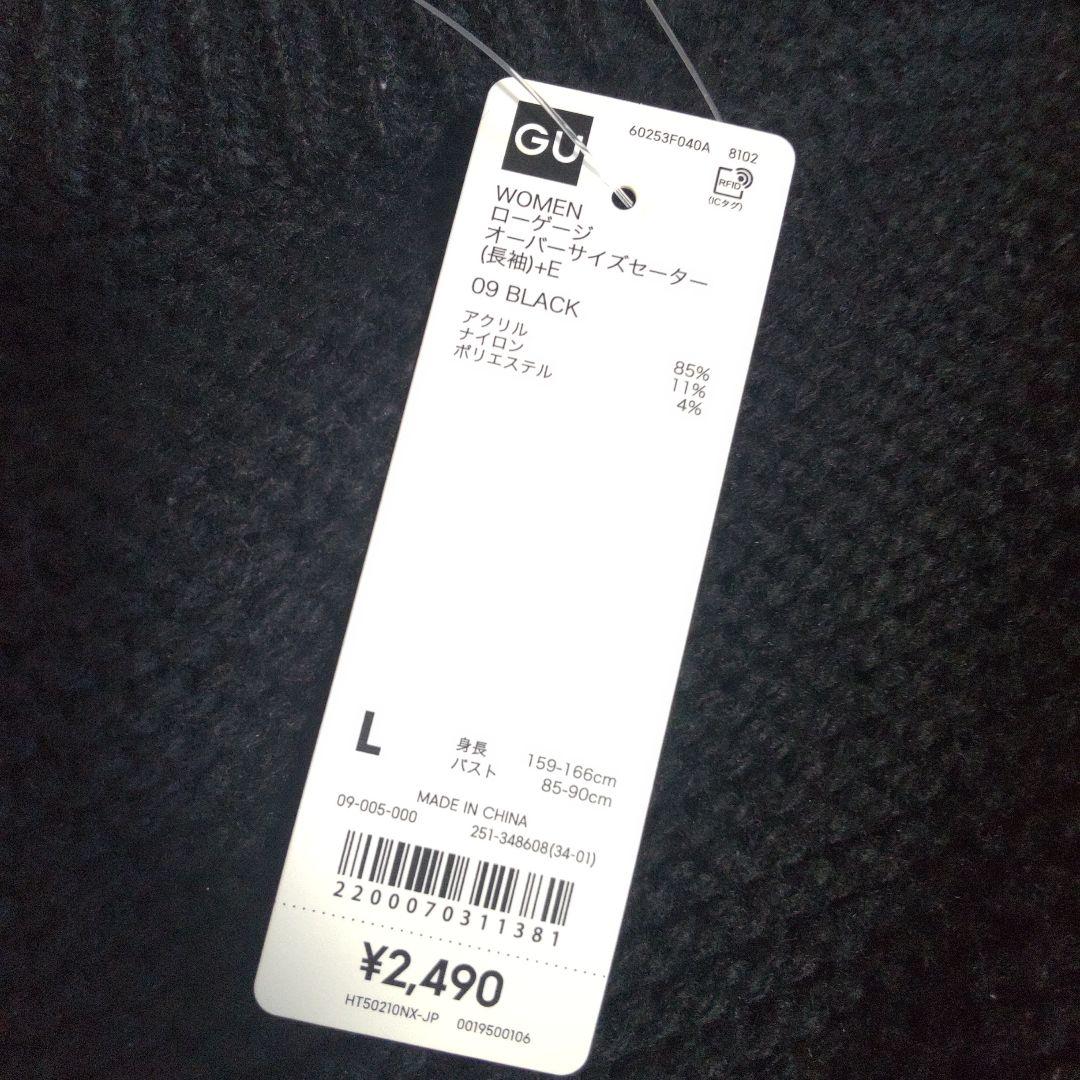 GU
60253F040A 8102
RFID
(ICタグ)
WOMEN
ローゲージ
オーバーサイズセーター
(長袖)+E
09 BLACK
アクリル 85%
ナイロン 11%
ポリエステル 4%
L
身長 159-166cm
バスト 85-90cm
MADE IN CHINA
09-005-000 251-348608(34-01)
2200070311381
¥2,490
HT50210NX-JP 0019500106